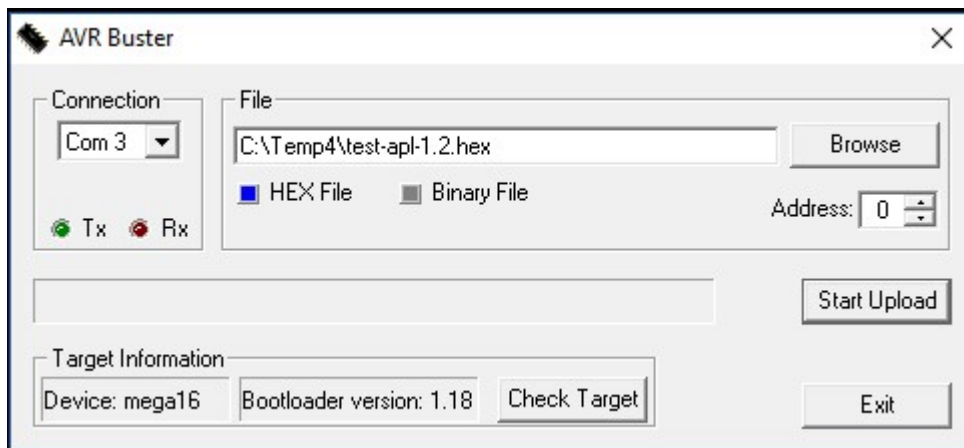 AVR Buster
Connection
Com 3
Tx Rx
File
C:\Temp4\test-apl-1.2.hex
Browse
HEX File Binary File
Address: 0
Start Upload
Target Information
Device: mega16 Bootloader version: 1.18 Check Target
Exit